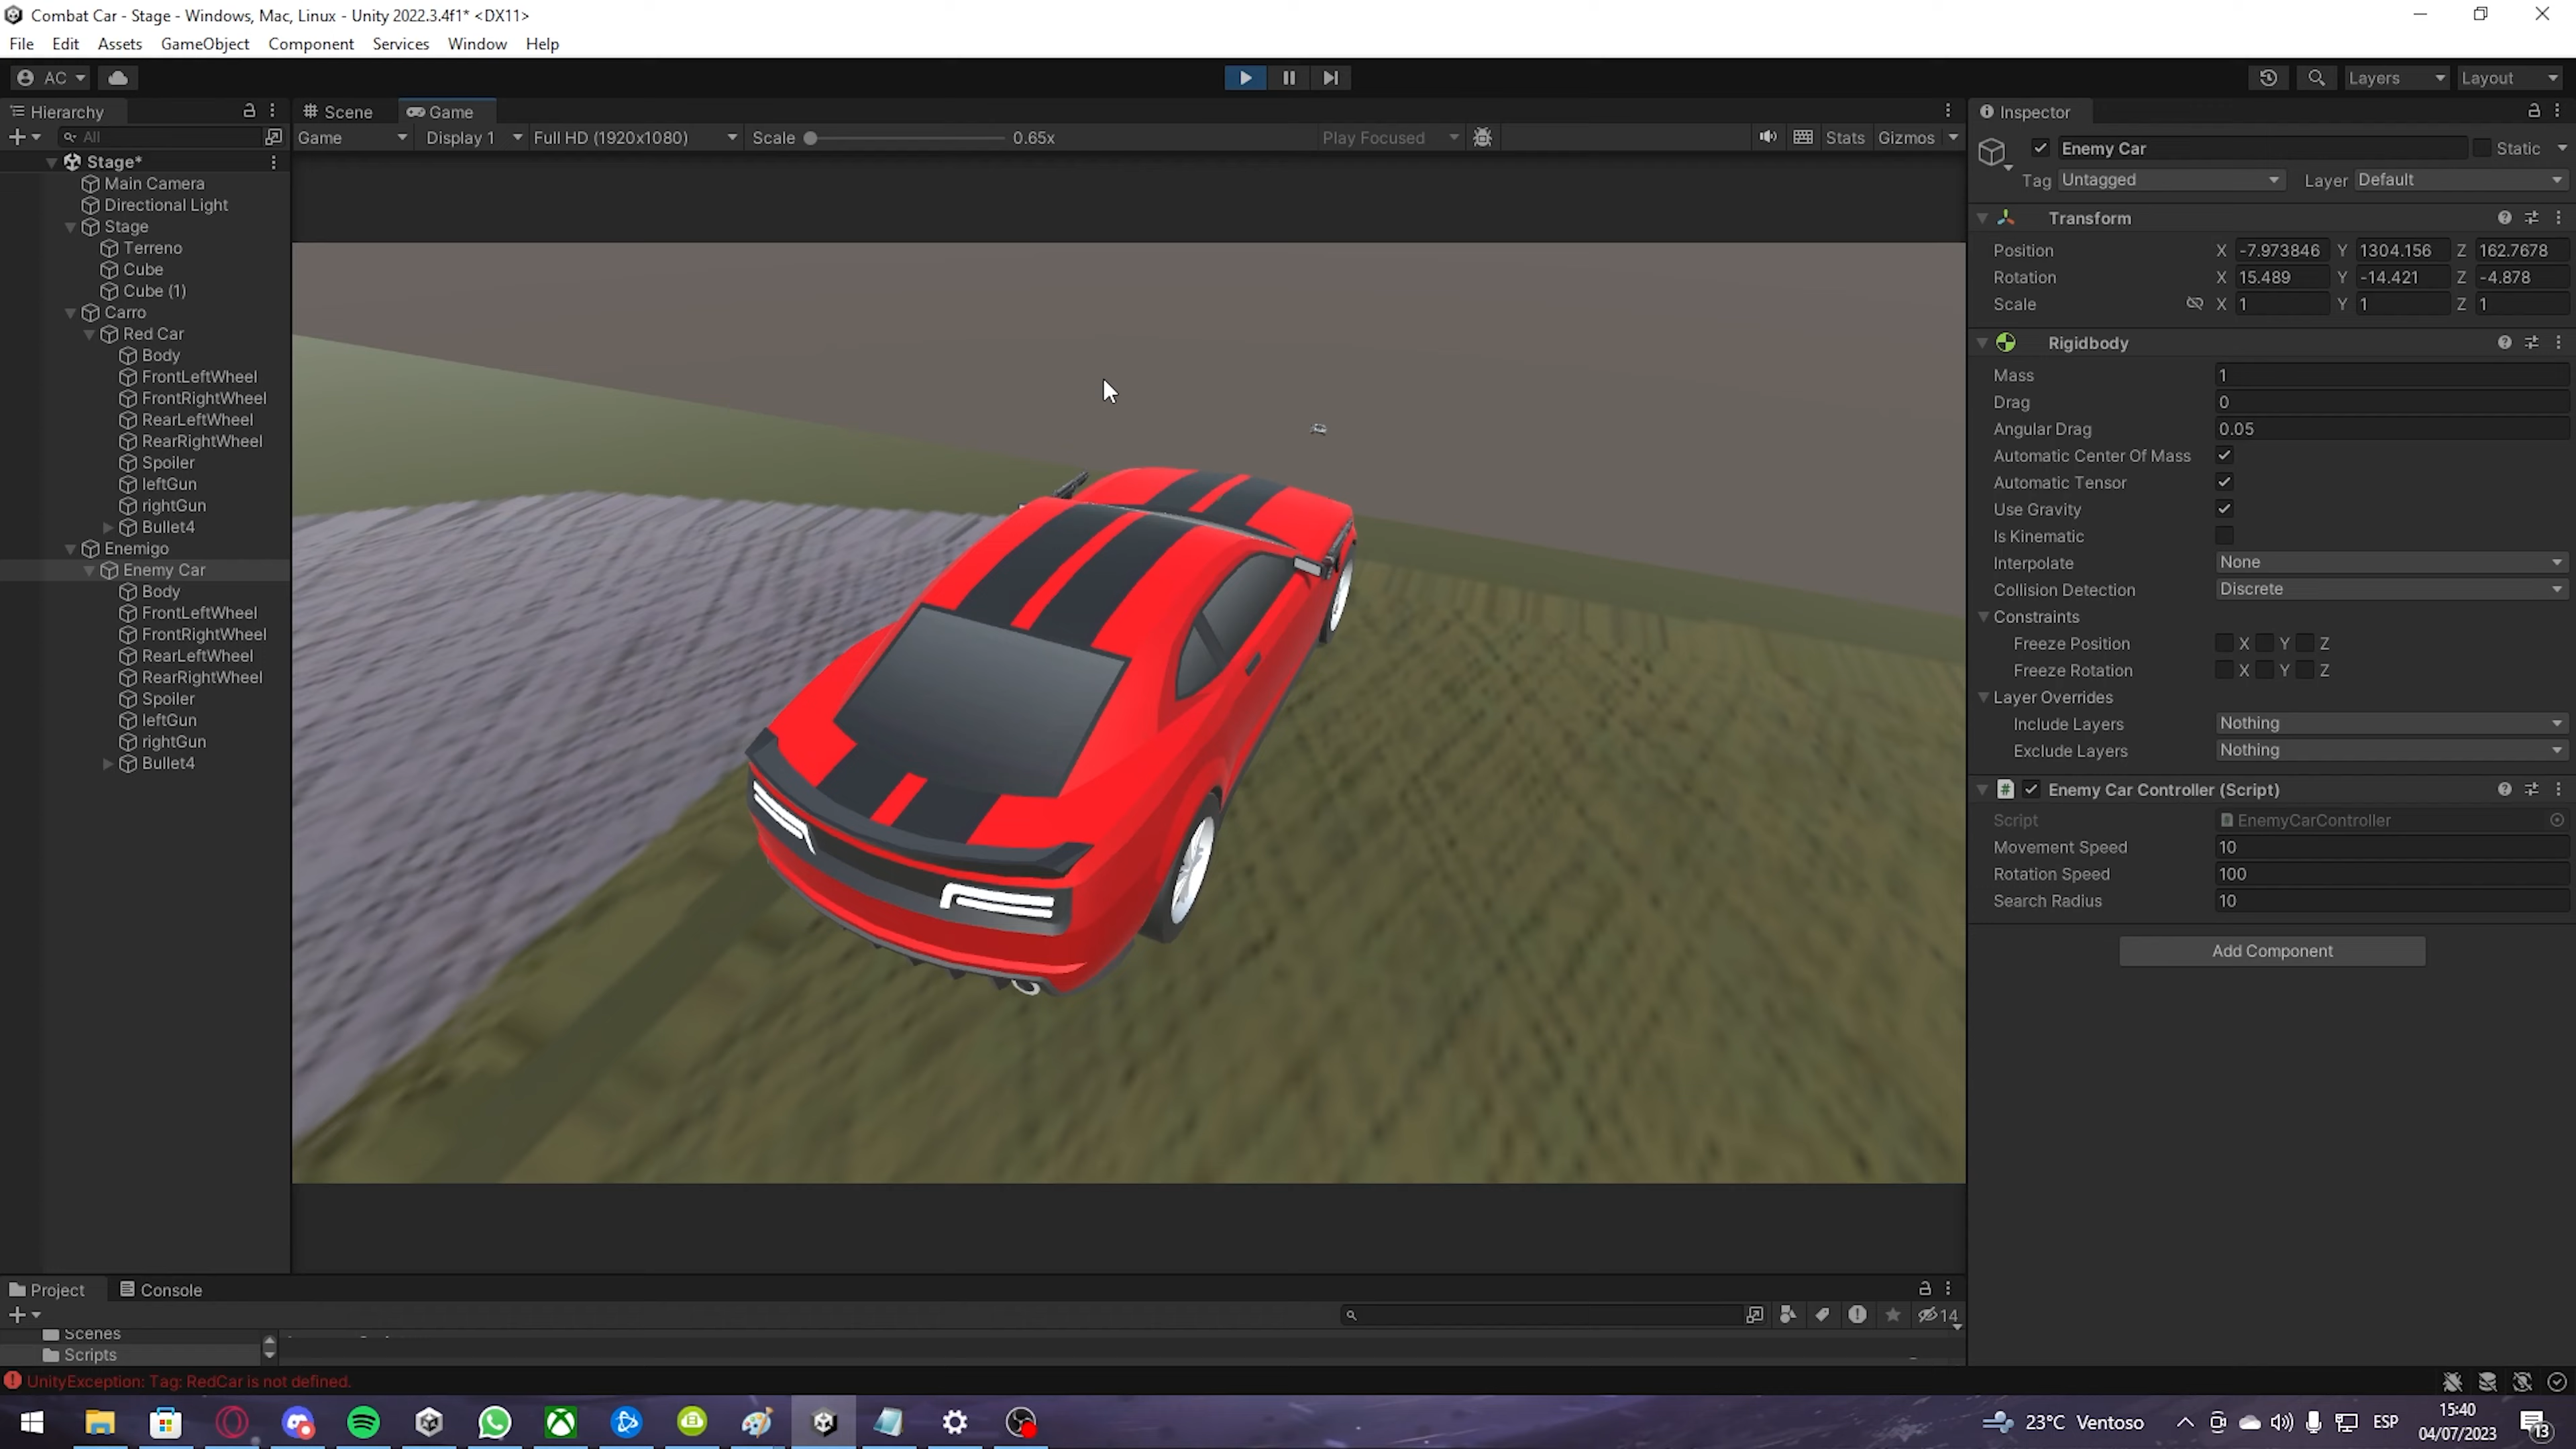 Combat Car - Stage - Windows, Mac, Linux - Unity 2022.3.4f1* <DX11>
File Edit Assets GameObject Component Services Window Help
AC Layers Layout
Hierarchy Scene Game Inspector
All Game Display 1 Full HD (1920x1080) Scale 0.65x Play Focused Stats Gizmos
Stage*
Main Camera
Directional Light
Stage
Terreno
Cube
Cube (1)
Carro
Red Car
Body
FrontLeftWheel
FrontRightWheel
RearLeftWheel
RearRightWheel
Spoiler
leftGun
rightGun
Bullet4
Enemigo
Enemy Car
Body
FrontLeftWheel
FrontRightWheel
RearLeftWheel
RearRightWheel
Spoiler
leftGun
rightGun
Bullet4
Enemy Car Static
Tag Untagged Layer Default
Transform
Position X -7.973846 Y 1304.156 Z 162.7678
Rotation X 15.489 Y -14.421 Z -4.878
Scale X 1 Y 1 Z 1
Rigidbody
Mass 1
Drag 0
Angular Drag 0.05
Automatic Center Of Mass
Automatic Tensor
Use Gravity
Is Kinematic
Interpolate None
Collision Detection Discrete
Constraints
Freeze Position X Y Z
Freeze Rotation X Y Z
Layer Overrides
Include Layers Nothing
Exclude Layers Nothing
# Enemy Car Controller (Script)
Script EnemyCarController
Movement Speed 10
Rotation Speed 100
Search Radius 10
Add Component
Project Console
14
Scenes
Scripts
UnityException: Tag: RedCar is not defined.
23°C Ventoso ESP 15:40
04/07/2023 13